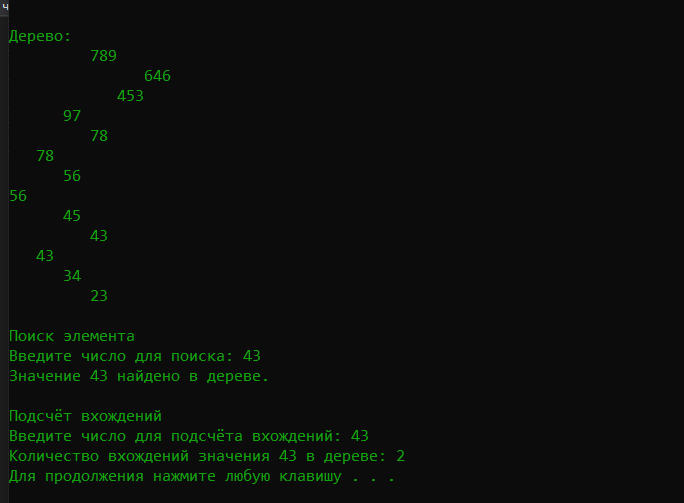 ч
Дерево:
789
646
453
97
78
78
56
56
45
43
43
34
23
Поиск элемента
Введите число для поиска: 43
Значение 43 найдено в дереве.
Подсчёт вхождений
Введите число для подсчёта вхождений: 43
Количество вхождений значения 43 в дереве: 2
Для продолжения нажмите любую клавишу . . .